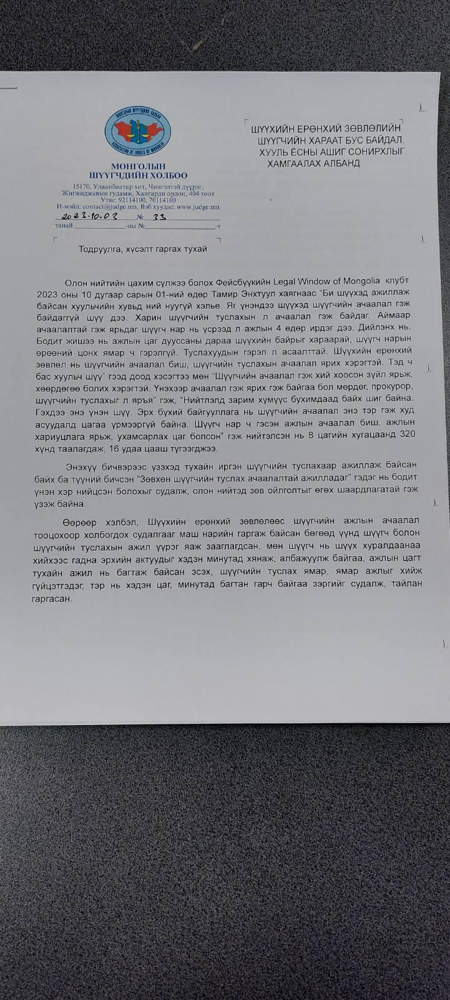 МОНГОЛЫН ШҮҮГЧДИЙН ХОЛБОО
ASSOCIATION OF JUDGES OF MONGOLIA
МОНГОЛЫН
ШҮҮГЧДИЙН ХОЛБОО
15170, Улаанбаатар хот, Чингэлтэй дүүрэг,
Жигжиджавын гудамж, Хангарди ордон, 404 тоот
Утас: 92114100, 70114100
И-мэйл: contact@judge.mn, Вэб хуудас: www.judge.mn
2023-10-03 № 33
танай ____________-ны №____________-т
ШҮҮХИЙН ЕРӨНХИЙ ЗӨВЛӨЛИЙН
ШҮҮГЧИЙН ХАРААТ БУС БАЙДАЛ,
ХУУЛЬ ЁСНЫ АШИГ СОНИРХЛЫГ
ХАМГААЛАХ АЛБАНД
Тодруулга, хүсэлт гаргах тухай
Олон нийтийн цахим сүлжээ болох Фейсбүүкийн Legal Window of Mongolia клубт
2023 оны 10 дугаар сарын 01-ний өдөр Тамир Энхтуул хаягнаас “Би шүүхэд ажиллаж
байсан хуульчийн хувьд ний нуугүй хэлье. Яг үнэндээ шүүхэд шүүгчийн ачаалал гэж
байдаггүй шүү дээ. Харин шүүгчийн туслахын л ачаалал гэж байдаг. Аймаар
ачаалалтай гэж ярьдаг шүүгч нар нь үсрээд л ажлын 4 өдөр ирдэг дээ. Дийлэнх нь.
Бодит жишээ нь ажлын цаг дууссаны дараа шүүхийн байрыг хараарай, шүүгч нарын
өрөөний цонх ямар ч гэрэлгүй. Туслахуудын гэрэл л асаалттай. Шүүхийн ерөнхий
зөвлөл нь шүүгчийн ачаалал биш, шүүгчийн туслахын ачаалал ярих хэрэгтэй. Тэд ч
бас хуульч шүү” гээд доод хэсэгтээ мөн “Шүүгчийн ачаалал гэж хий хоосон зүйл ярьж,
хөөрдөгөө болих хэрэгтэй. Үнэхээр ачаалал гэж ярих гэж байгаа бол мөрдөг, прокурор,
шүүгчийн туслахыг л яръя” гэж, “Нийтлэлд зарим хүмүүс бухимдаад байх шиг байна.
Гэхдээ энэ үнэн шүү. Эрх бүхий байгууллага нь шүүгчийн ачаалал энэ тэр гэж худ
асуудалд цагаа үрмээргүй байна. Шүүгч нар ч гэсэн ажлын ачаалал биш, ажлын
хариуцлага ярьж, ухамсарлах цаг болсон” гэж нийтэлсэн нь 8 цагийн хугацаанд 320
хүнд таалагдаж, 16 удаа цааш түгээгджээ.
Энэхүү бичвэрээс үзэхэд тухайн иргэн шүүгчийн туслахаар ажиллаж байсан
байх ба түүний бичсэн “Зөвхөн шүүгчийн туслах ачаалалтай ажилладаг” гэдэг нь бодит
үнэн хэр нийцсэн болохыг судалж, олон нийтэд зөв ойлголтыг өгөх шаардлагатай гэж
үзэж байна.
Өөрөөр хэлбэл, Шүүхийн ерөнхий зөвлөлөөс шүүгчийн ажлын ачаалал
тооцохоор холбогдох судалгааг маш нарийн гаргаж байсан бөгөөд үүнд шүүгч болон
шүүгчийн туслахын ажил үүрэг яаж зааглагдсан, мөн шүүгч нь шүүх хуралдаанаа
хийхээс гадна эрхийн актуудыг хэдэн минутад хянаж, албажуулж байгаа, ажлын цагт
тухайн ажил нь багтаж байсан эсэх, шүүгчийн туслах ямар, ямар ажлыг хийж
гүйцэтгэдэг, тэр нь хэдэн цаг, минутад багтан гарч байгаа зэргийг судалж, тайлан
гаргасан.